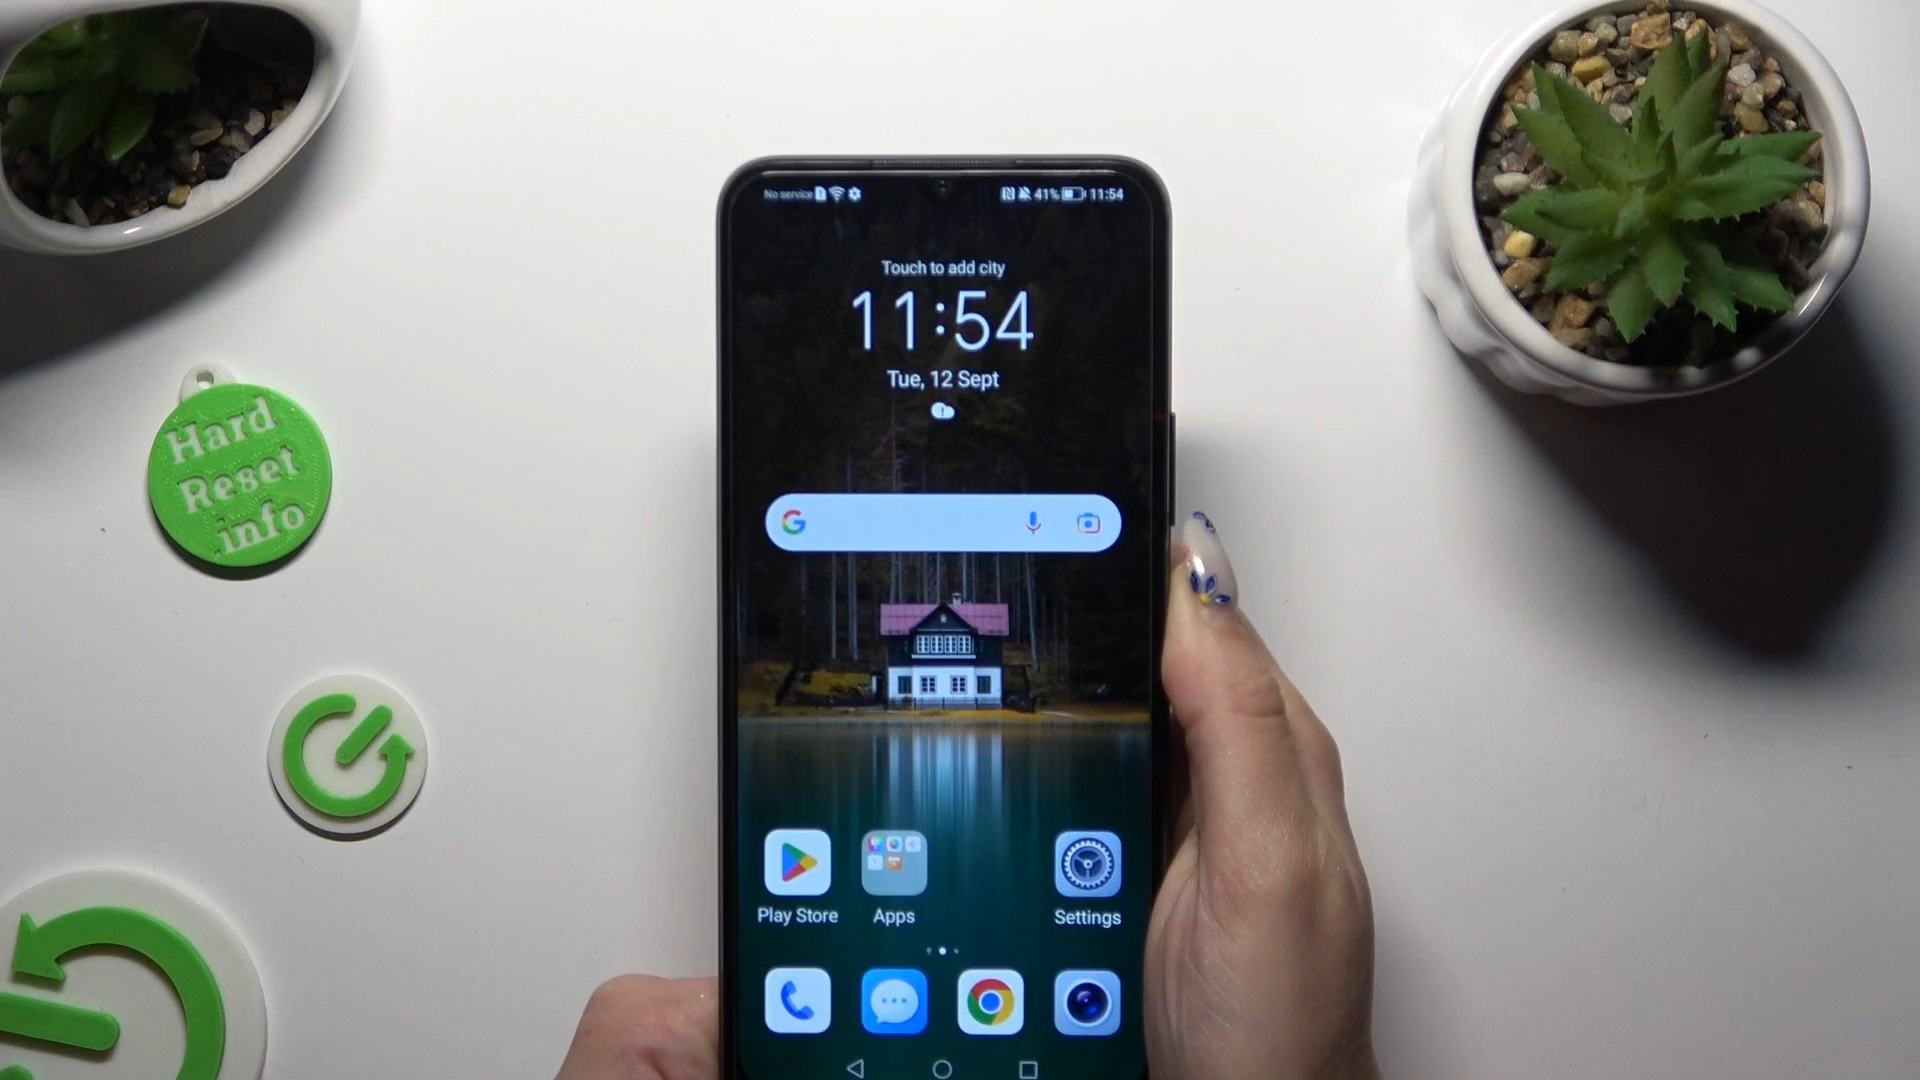 No service
41% 11:54
Touch to add city
11:54
Tue, 12 Sept
Hard
Reset
.info
Play Store
Apps
Settings